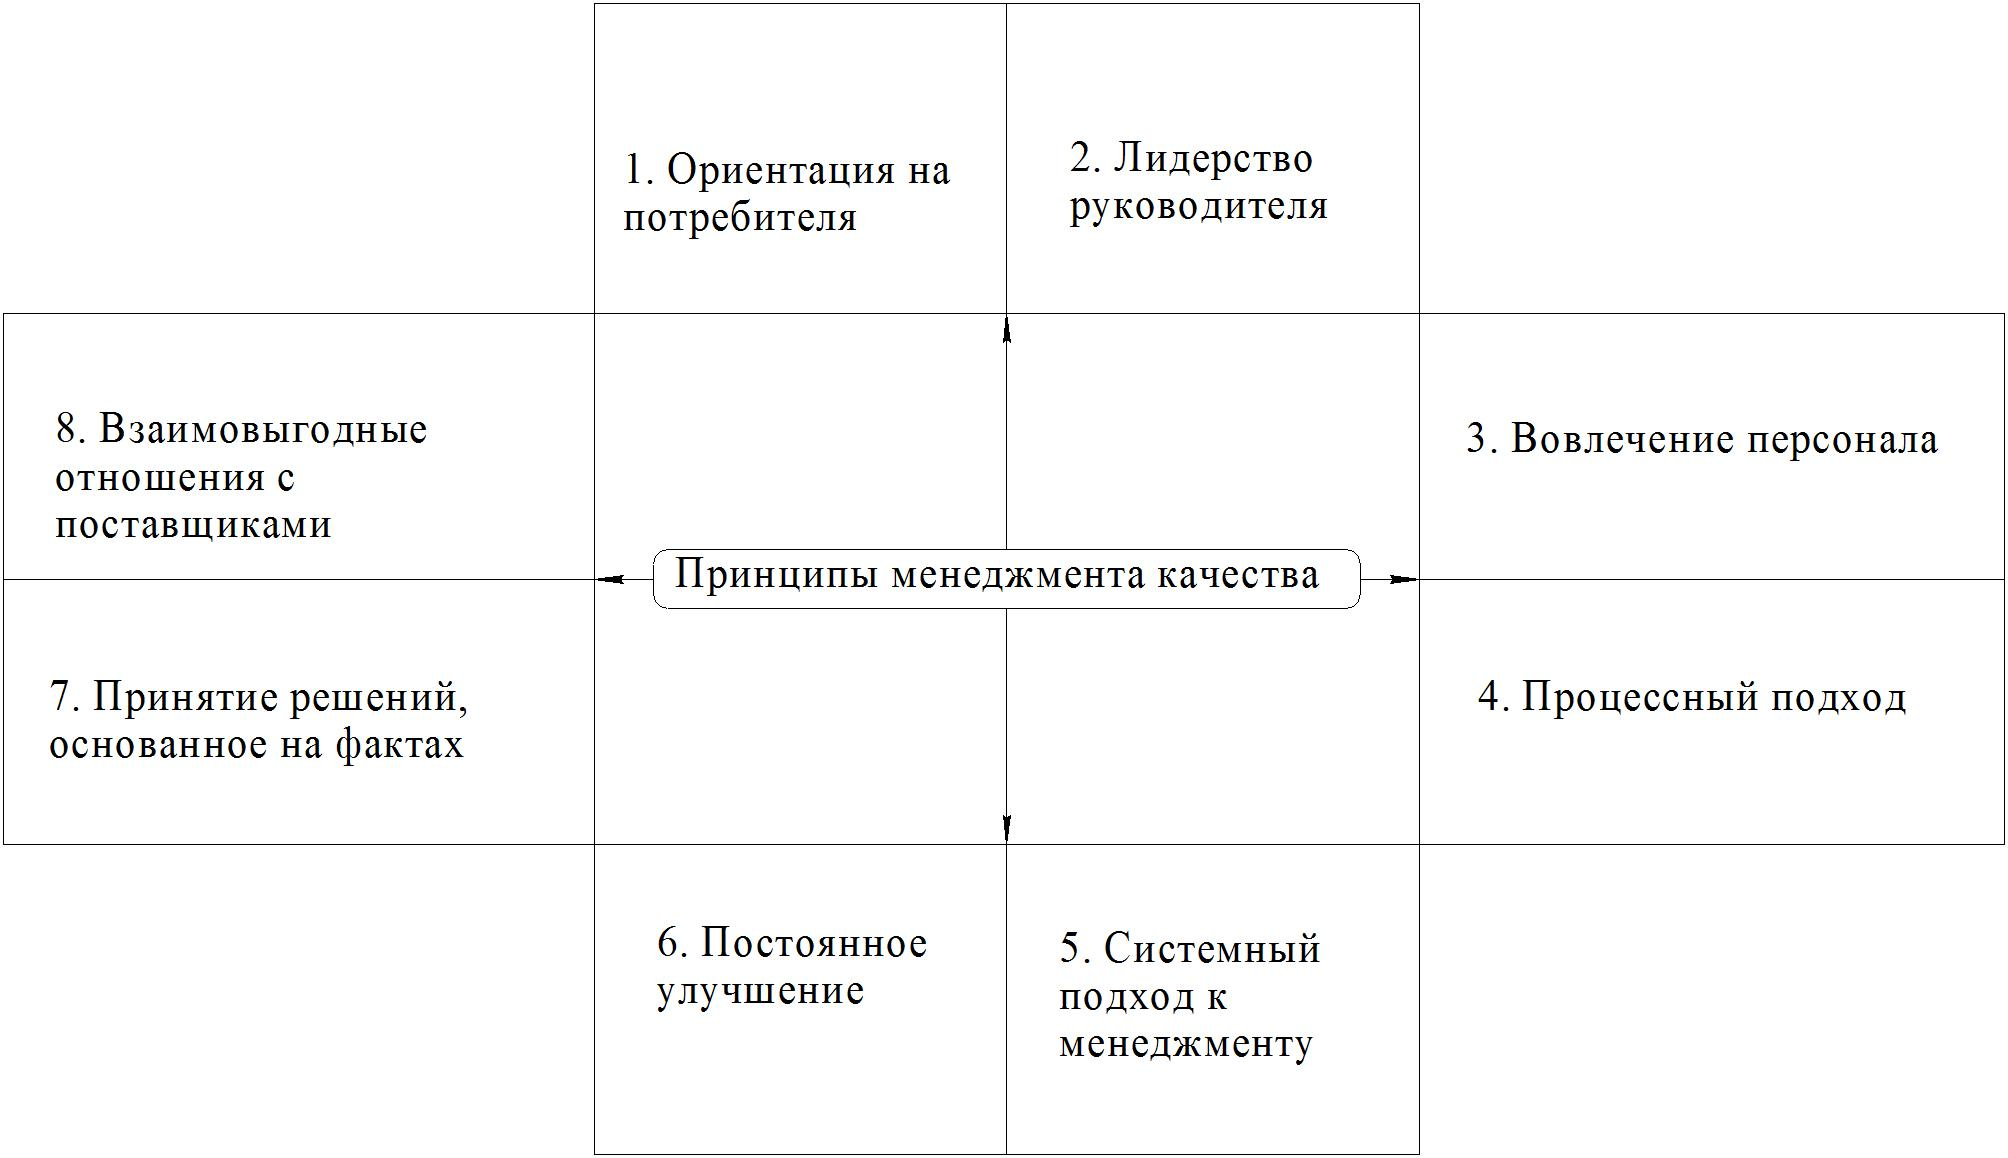 1. Ориентация на
потребителя
2. Лидерство
руководителя
8. Взаимовыгодные
отношения с
поставщиками
3. Вовлечение персонала
Принципы менеджмента качества
7. Принятие решений,
основанное на фактах
4. Процессный подход
6. Постоянное
улучшение
5. Системный
подход к
менеджменту